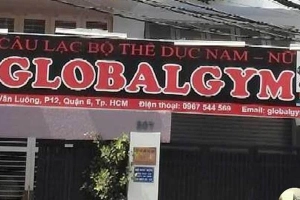 CÂU LẠC BỘ THỂ DỤC NAM - NỮ
GLOBALGYM
Văn Luông, P12, Quận 6, Tp. HCM Điện thoại: 0967 544 568 Email: globalgy